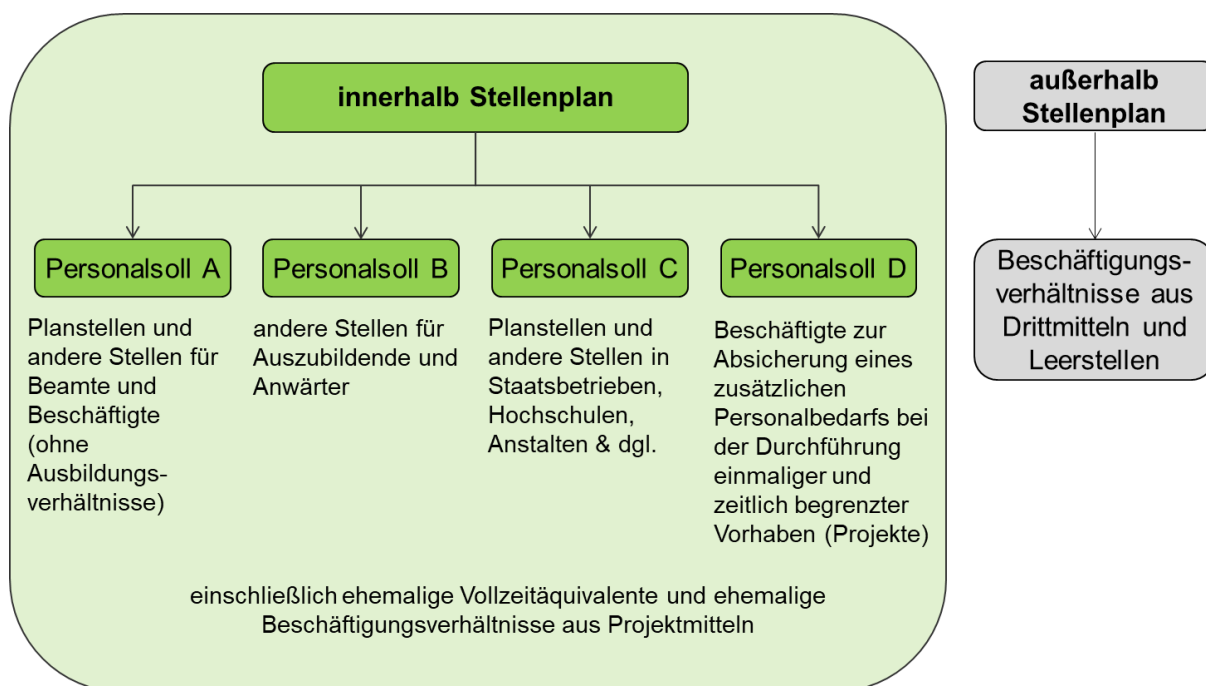 innerhalb Stellenplan
Personalsoll A
Planstellen und
andere Stellen für
Beamte und
Beschäftigte
(ohne
Ausbildungs-
verhältnisse)
Personalsoll B
andere Stellen für
Auszubildende und
Anwärter
Personalsoll C
Planstellen und
andere Stellen in
Staatsbetrieben,
Hochschulen,
Anstalten & dgl.
Personalsoll D
Beschäftigte zur
Absicherung eines
zusätzlichen
Personalbedarfs bei
der Durchführung
einmaliger und
zeitlich begrenzter
Vorhaben (Projekte)
einschließlich ehemalige Vollzeitäquivalente und ehemalige
Beschäftigungsverhältnisse aus Projektmitteln
außerhalb
Stellenplan
Beschäftigungs-
verhältnisse aus
Drittmitteln und
Leerstellen